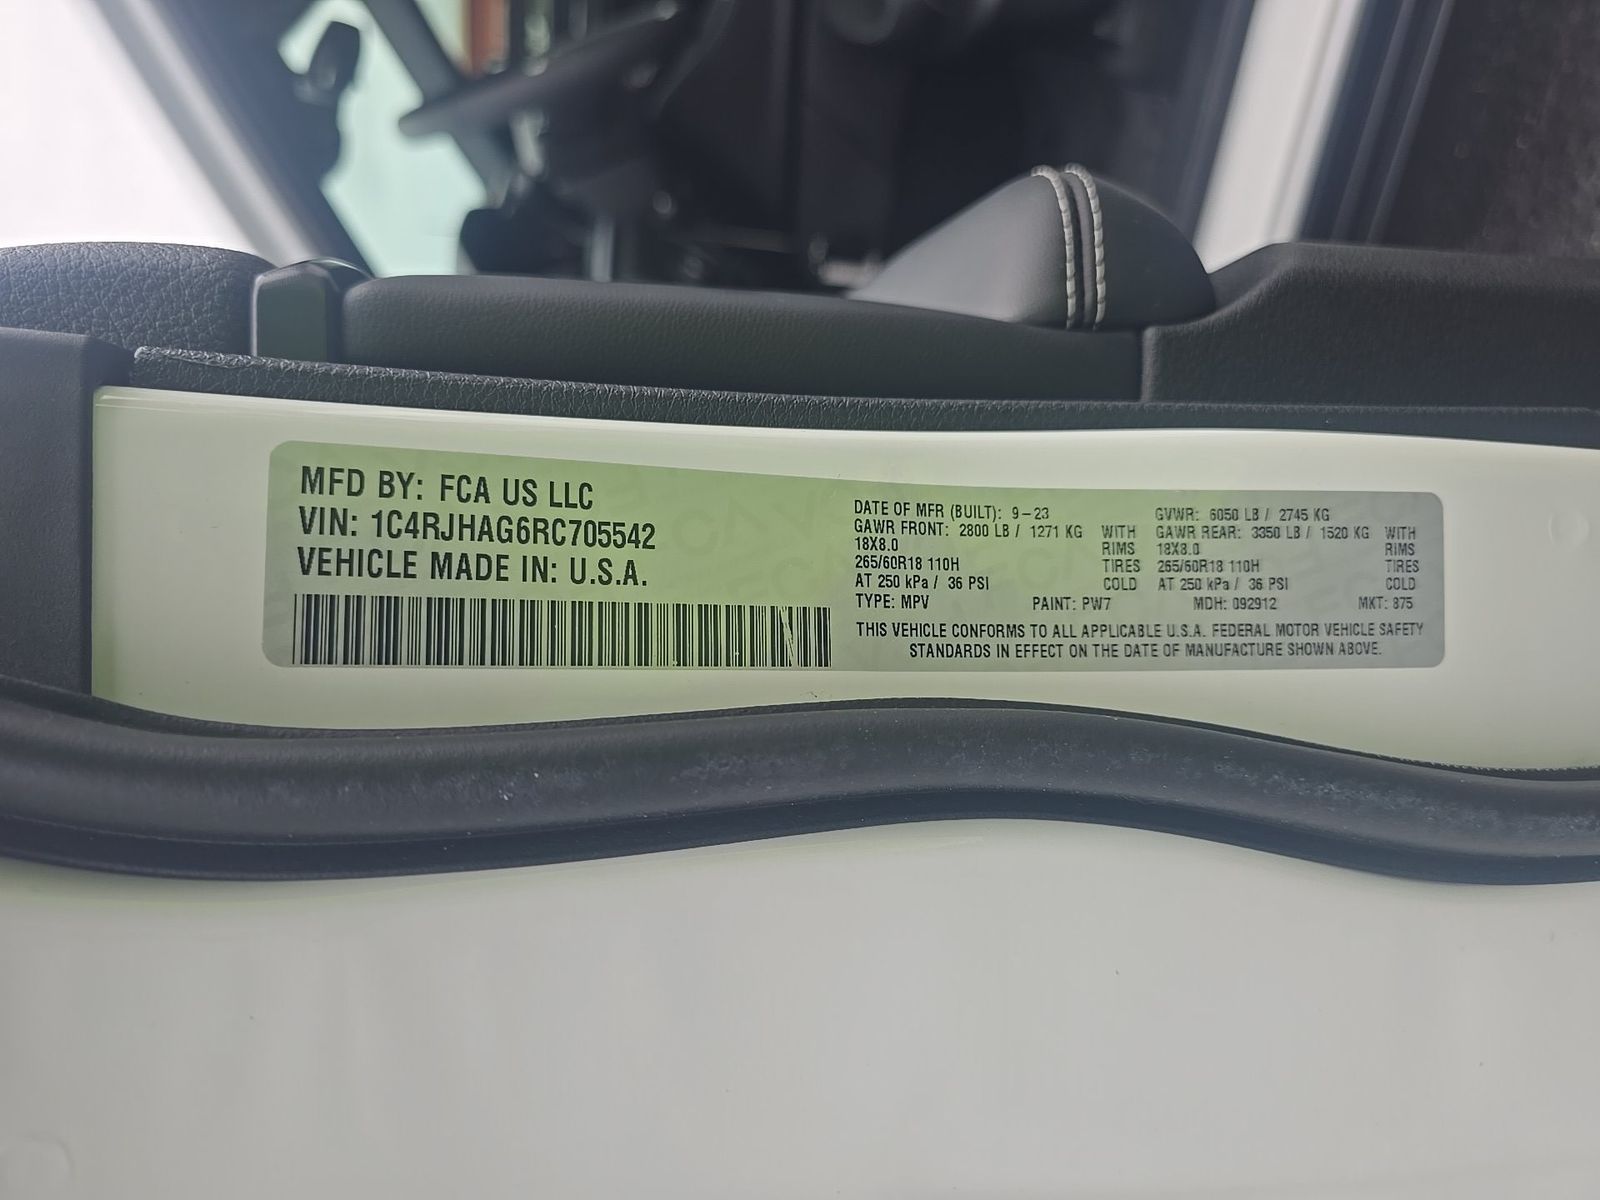 MFD BY: FCA US LLC
VIN: 1C4RJHAG6RC705542
VEHICLE MADE IN: U.S.A.
DATE OF MFR (BUILT): 9-23 GVWR: 6050 LB / 2745 KG
GAWR FRONT: 2800 LB / 1271 KG WITH GAWR REAR: 3350 LB / 1520 KG WITH
18X8.0 RIMS 18X8.0 RIMS
265/60R18 110H TIRES 265/60R18 110H TIRES
AT 250 kPa / 36 PSI COLD AT 250 kPa / 36 PSI COLD
TYPE: MPV PAINT: PW7 MDH: 092912 MKT: 875
THIS VEHICLE CONFORMS TO ALL APPLICABLE U.S.A. FEDERAL MOTOR VEHICLE SAFETY
STANDARDS IN EFFECT ON THE DATE OF MANUFACTURE SHOWN ABOVE.